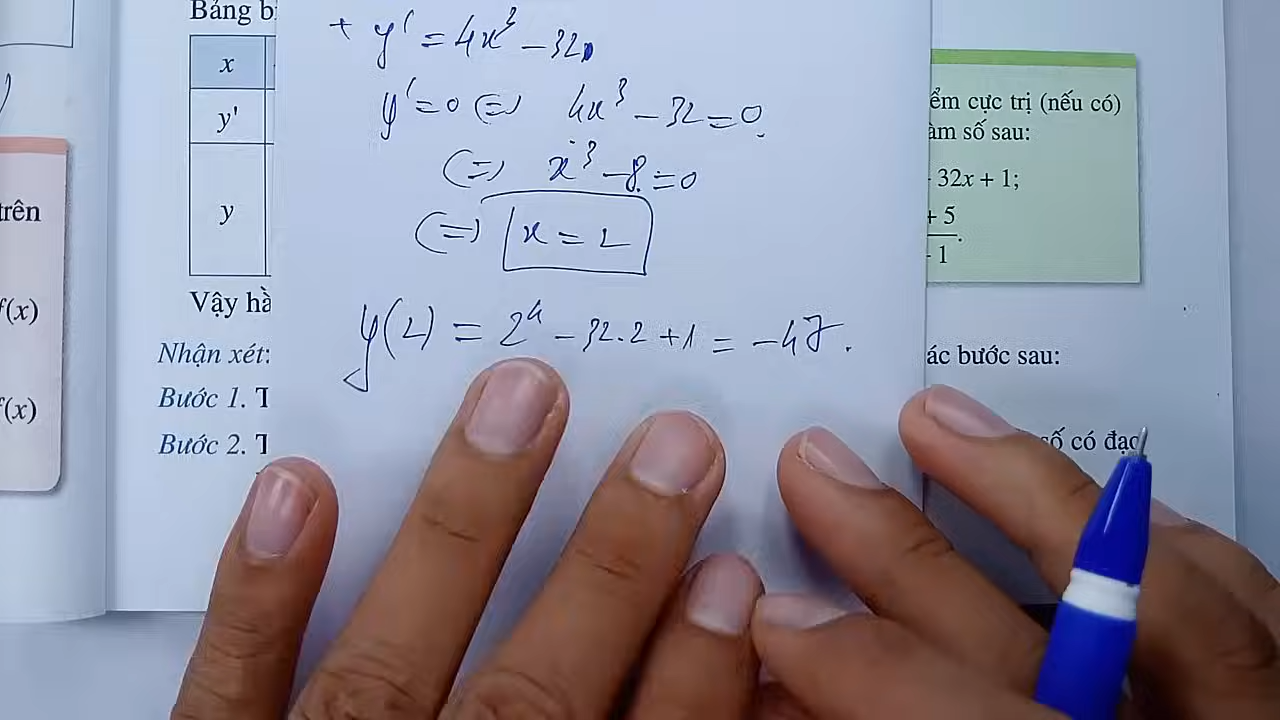 Bảng b
x
y'
y
Vậy hà
Nhận xét:
Bước 1. T
Bước 2. T
trên
f(x)
f(x)
+ y' = 4x³ - 32
y' = 0 (=) 4x³ - 32 = 0
(=) x³ - 8 = 0
(=) x = 2
y(2) = 2⁴ - 32.2 + 1 = -47.
ểm cực trị (nếu có)
àm số sau:
- 32x + 1;
+ 5
- 1
ác bước sau:
số có đạo